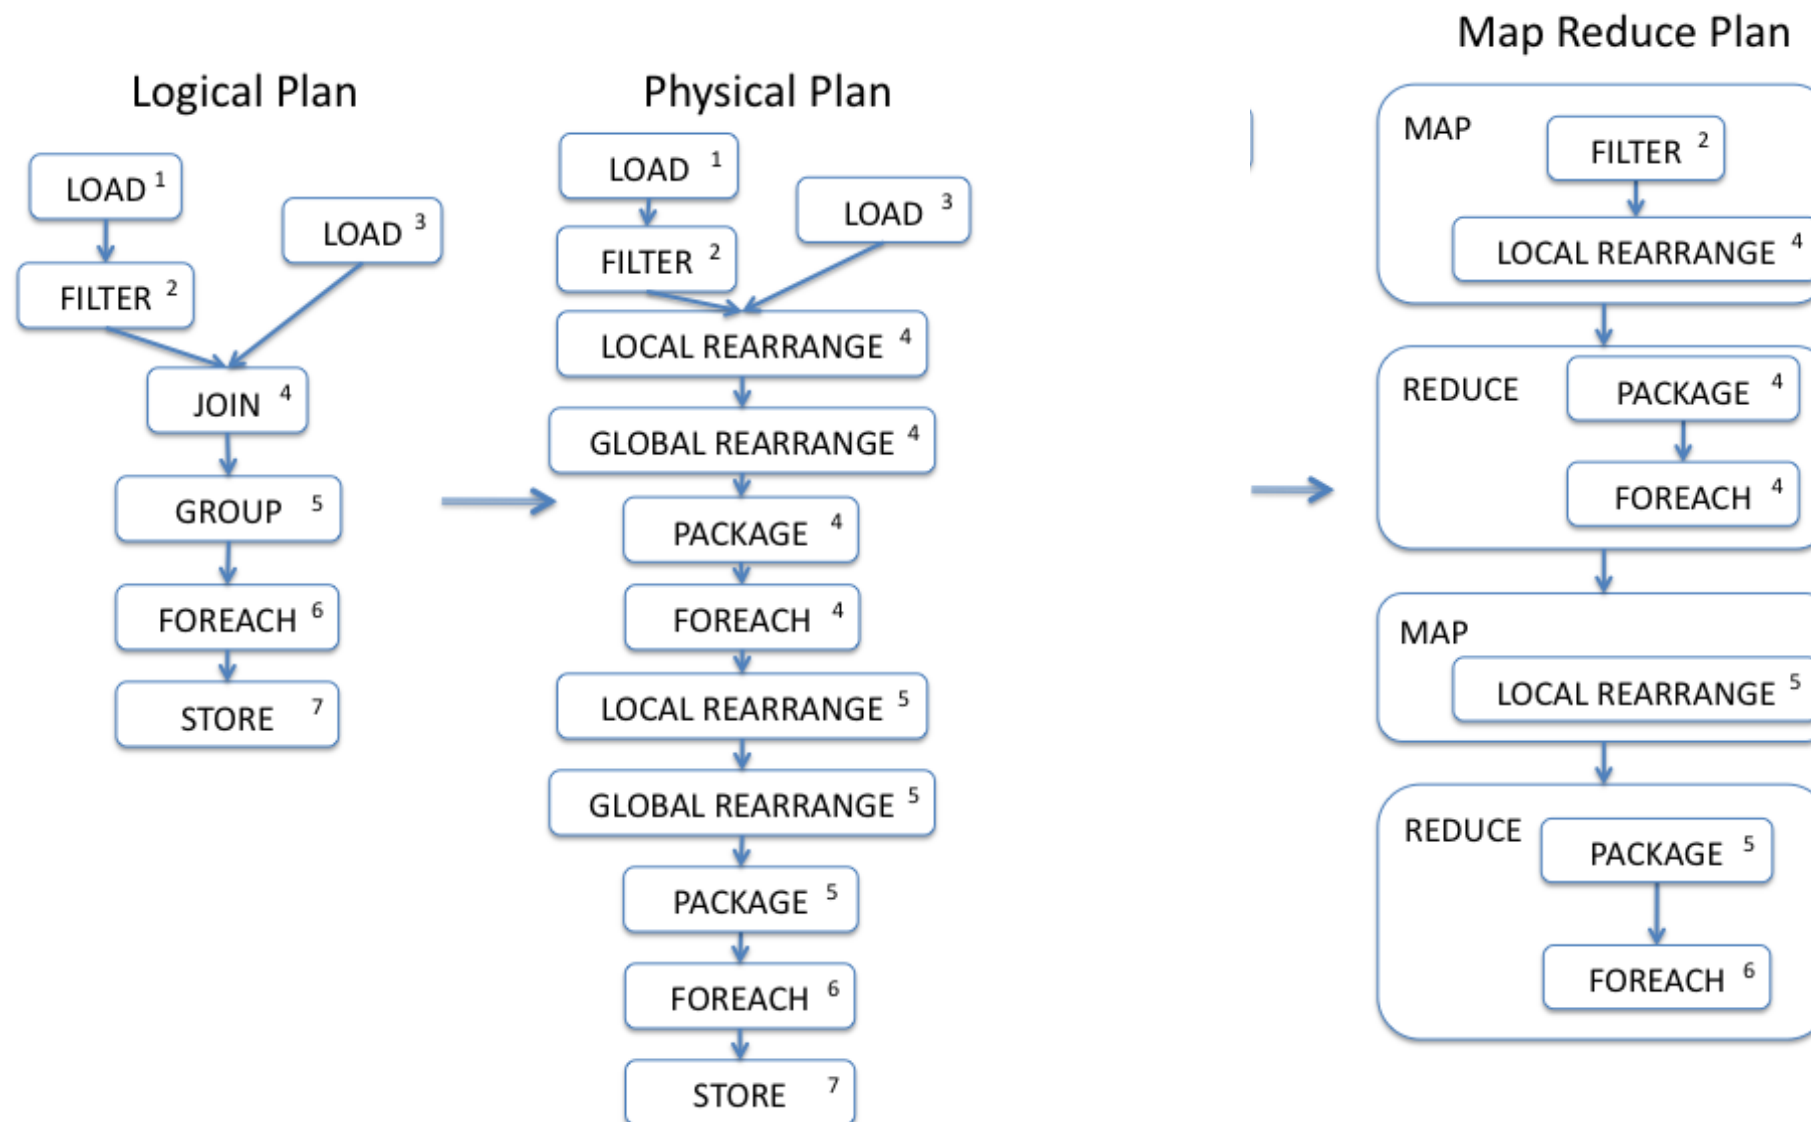 Logical Plan
LOAD 1
LOAD 3
FILTER 2
JOIN 4
GROUP 5
FOREACH 6
STORE 7
Physical Plan
LOAD 1
LOAD 3
FILTER 2
LOCAL REARRANGE 4
GLOBAL REARRANGE 4
PACKAGE 4
FOREACH 4
LOCAL REARRANGE 5
GLOBAL REARRANGE 5
PACKAGE 5
FOREACH 6
STORE 7
Map Reduce Plan
MAP
FILTER 2
LOCAL REARRANGE 4
REDUCE
PACKAGE 4
FOREACH 4
MAP
LOCAL REARRANGE 5
REDUCE
PACKAGE 5
FOREACH 6